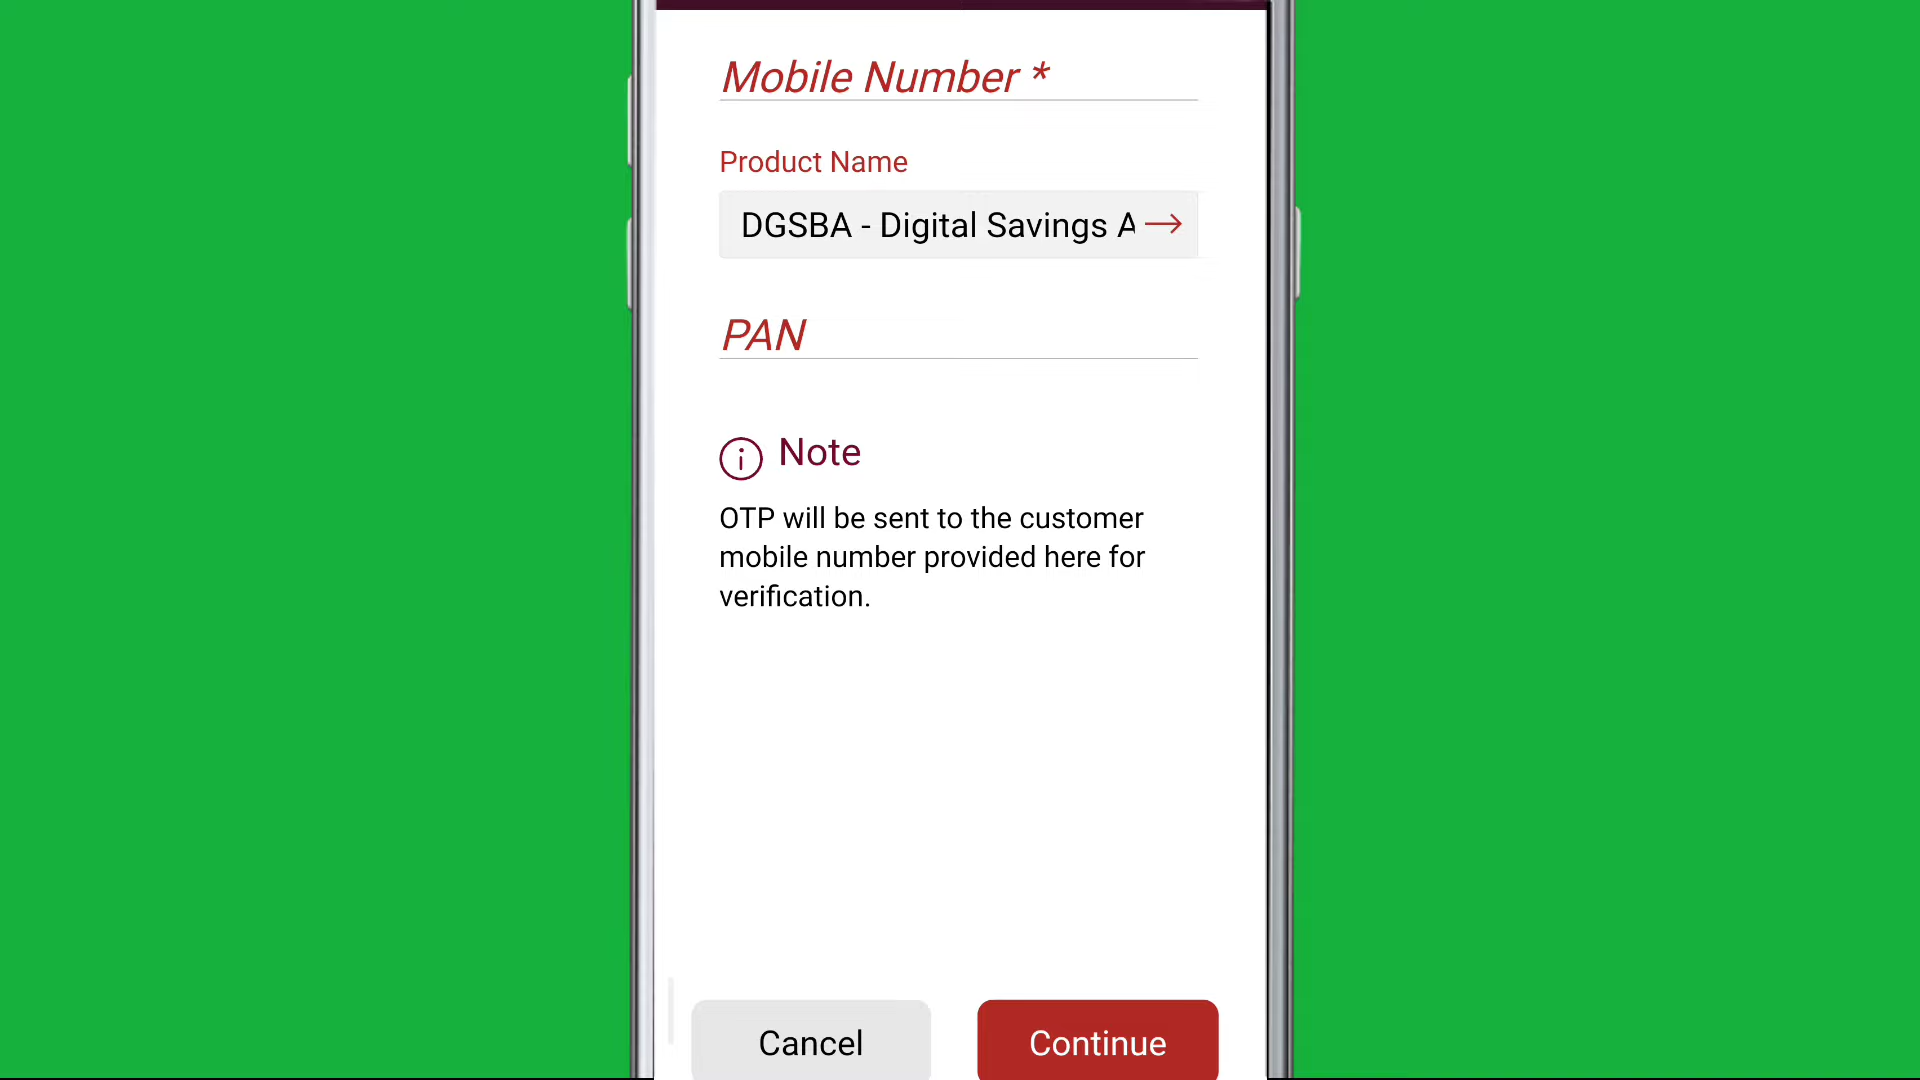 Mobile Number *
Product Name
DGSBA - Digital Savings A
PAN
Note
OTP will be sent to the customer
mobile number provided here for
verification.
Cancel
Continue